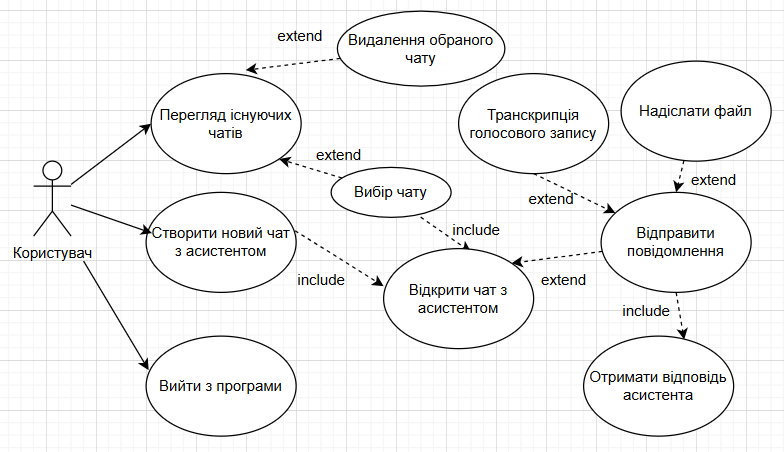 extend
Видалення обраного
чату
Перегляд існуючих
чатів
Транскрипція
голосового запису
Надіслати файл
extend
Вибір чату
extend
extend
Користувач
Створити новий чат
з асистентом
include
Відправити
повідомлення
include
extend
Відкрити чат з
асистентом
include
Вийти з програми
Отримати відповідь
асистента